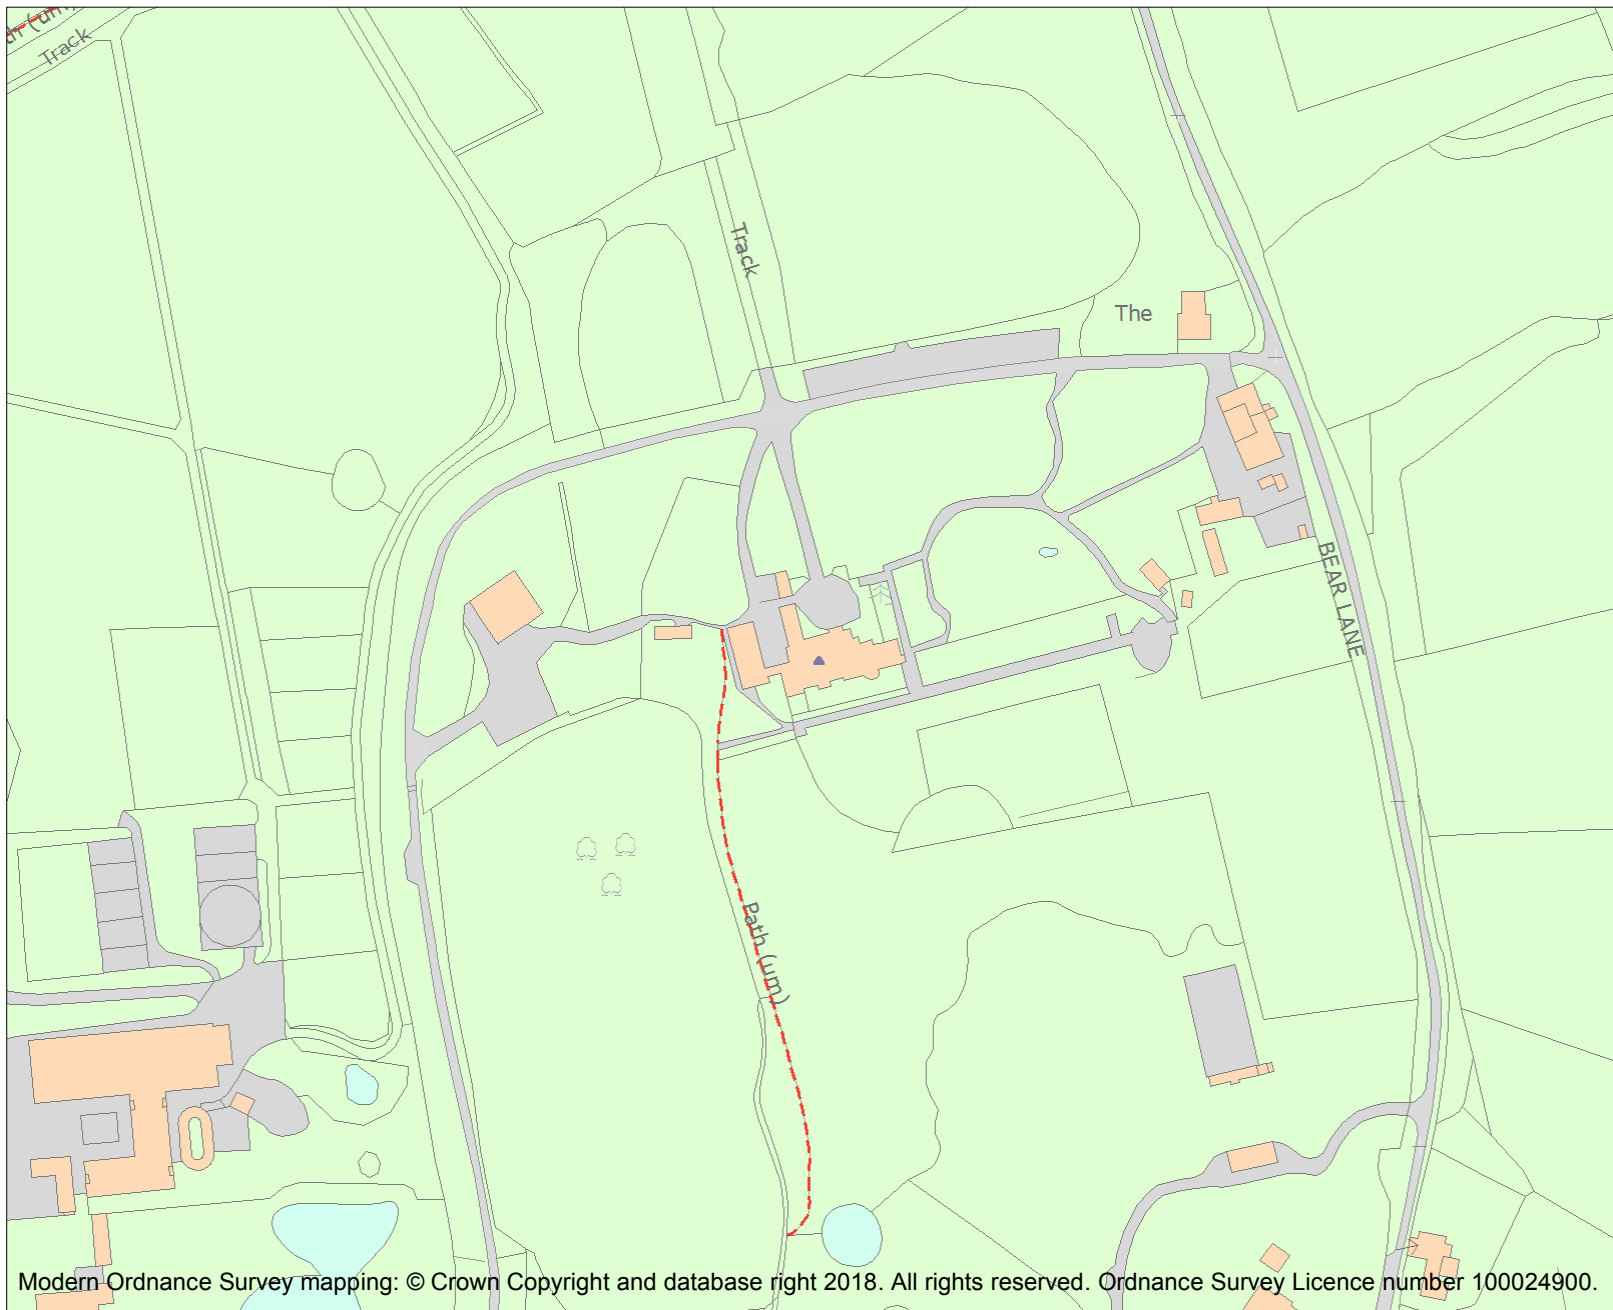 Track
Track
The
BEAR LANE
Path (um)
Modern Ordnance Survey mapping: © Crown Copyright and database right 2018. All rights reserved. Ordnance Survey Licence number 100024900.